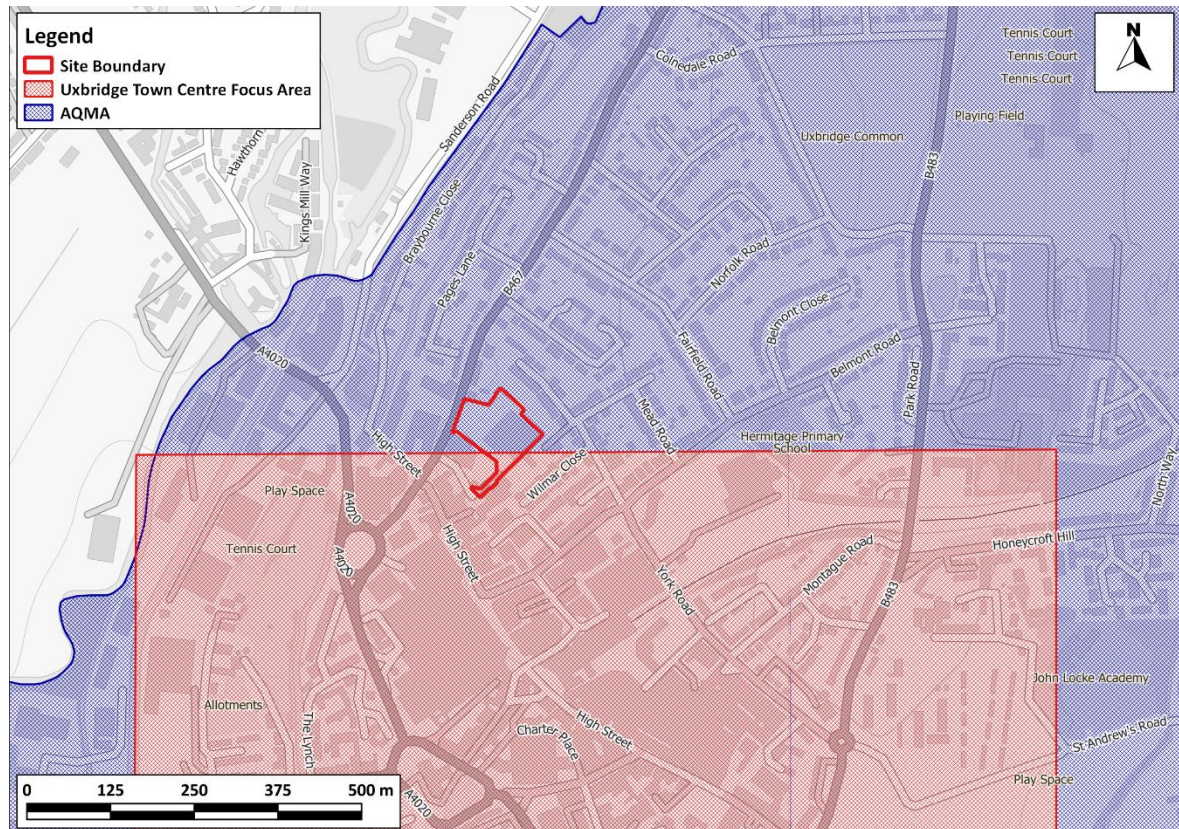 Legend
Site Boundary
Uxbridge Town Centre Focus Area
AQMA
N
Tennis Court
Tennis Court
Tennis Court
Playing Field
Uxbridge Common
Colnedale Road
Sanderson Road
Hawthorn
Kings Mill Way
Braybourne Close
Pages Lane
B467
B483
Norfolk Road
Belmont Close
Fairfield Road
Belmont Road
Park Road
A4020
High Street
Mead Road
Hermitage Primary
School
Wilmar Close
North Way
Play Space
A4020
Tennis Court
A4020
High Street
York Road
Montague Road
Honeycroft Hill
B483
Allotments
The Lynch
Charter Place
High Street
John Locke Academy
St Andrew's Road
Play Space
A4020
0 125 250 375 500 m